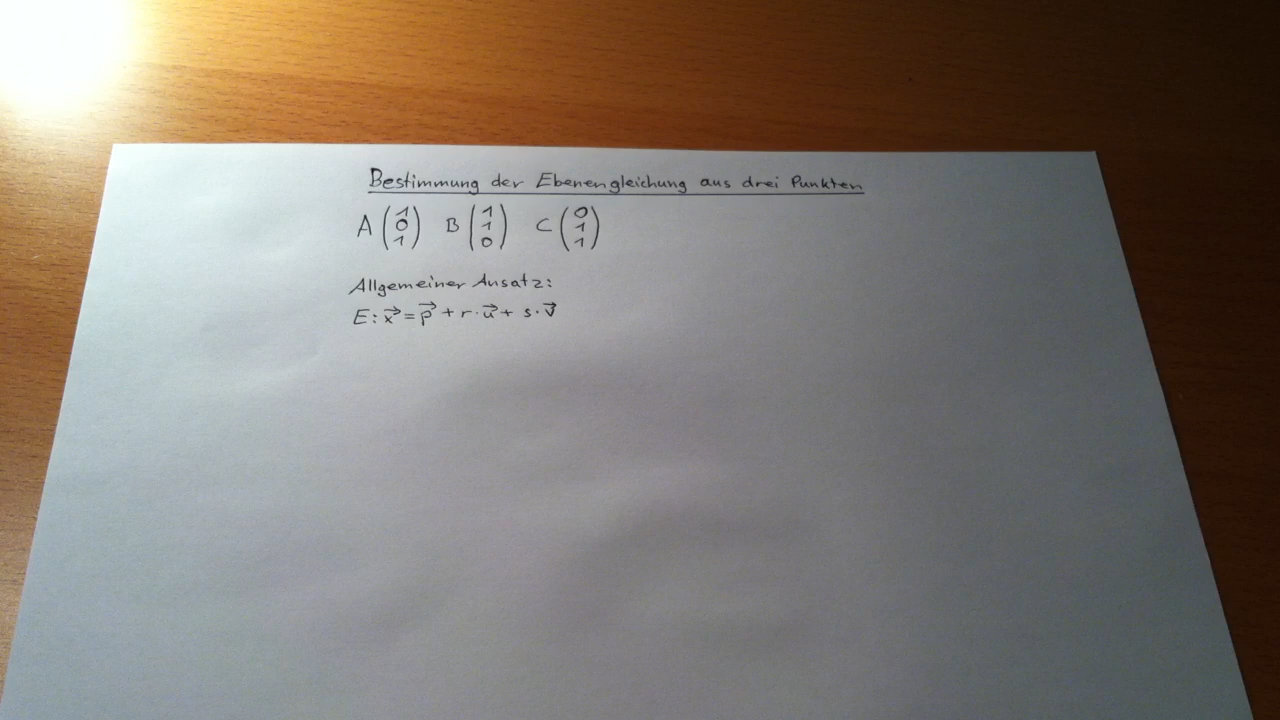 Bestimmung der Ebenengleichung aus drei Punkten
A (1 0 1) B (1 1 0) C (0 1 1)
Allgemeiner Ansatz:
E: x⃗ = p⃗ + r · u⃗ + s · v⃗